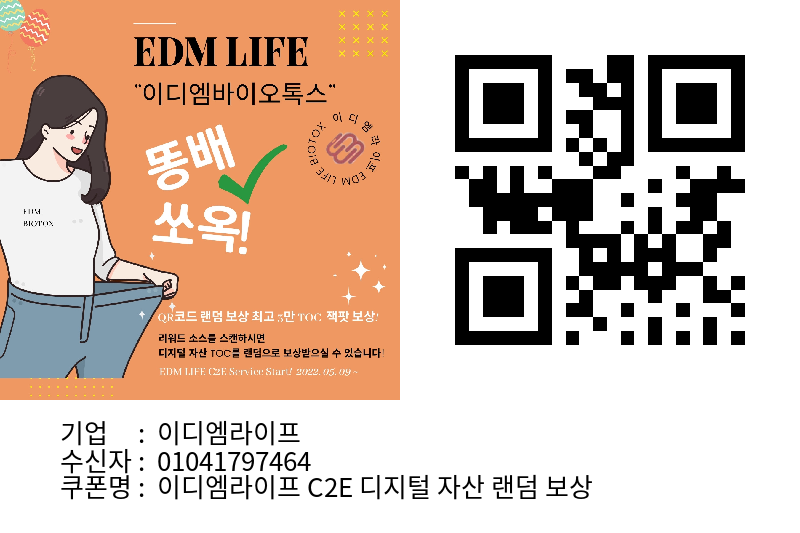 EDM LIFE
"이디엠바이오톡스"
이디엠라이프 EDM LIFE BIOTOX
똥배
쏘옥!
EDM
BIOTOX
QR코드 랜덤 보상 최고 5만 TOC 잭팟 보상!
리워드 소스를 스캔하시면
디지털 자산 TOC를 랜덤으로 보상받으실 수 있습니다!
EDM LIFE C2E Service Start! 2022. 05. 09 ~
기업 : 이디엠라이프
수신자 : 01041797464
쿠폰명 : 이디엠라이프 C2E 디지털 자산 랜덤 보상